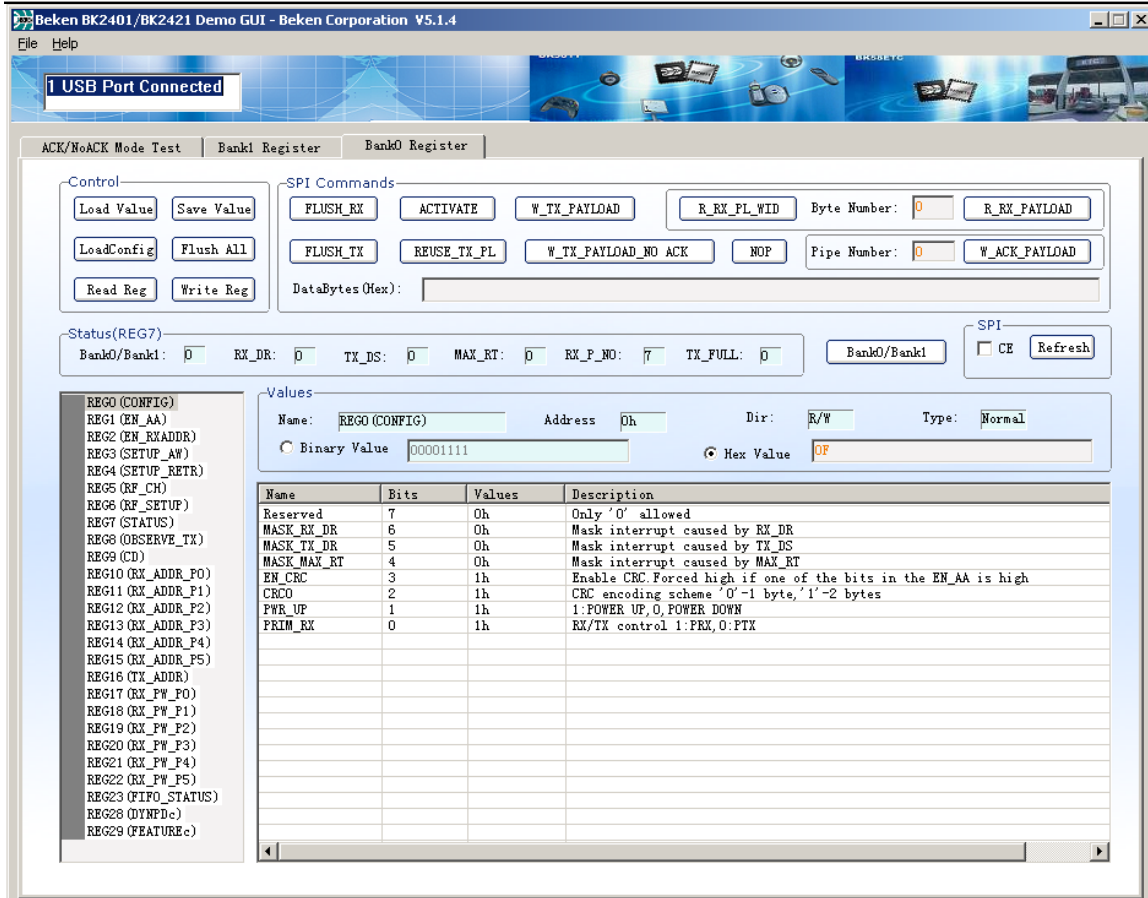 Beken BK2401/BK2421 Demo GUI - Beken Corporation V5.1.4
File Help
1 USB Port Connected
ACK/NoACK Mode Test Bank1 Register Bank0 Register
Control
Load Value Save Value
LoadConfig Flush All
Read Reg Write Reg
SPI Commands
FLUSH_RX ACTIVATE W_TX_PAYLOAD R_RX_PL_WID Byte Number: 0 R_RX_PAYLOAD
FLUSH_TX REUSE_TX_PL W_TX_PAYLOAD_NO ACK NOP Pipe Number: 0 W_ACK_PAYLOAD
DataBytes(Hex):
Status(REG7)
Bank0/Bank1: 0 RX_DR: 0 TX_DS: 0 MAX_RT: 0 RX_P_NO: 7 TX_FULL: 0
Bank0/Bank1
SPI
CE Refresh
REG0(CONFIG)
REG1(EN_AA)
REG2(EN_RXADDR)
REG3(SETUP_AW)
REG4(SETUP_RETR)
REG5(RF_CH)
REG6(RF_SETUP)
REG7(STATUS)
REG8(OBSERVE_TX)
REG9(CD)
REG10(RX_ADDR_P0)
REG11(RX_ADDR_P1)
REG12(RX_ADDR_P2)
REG13(RX_ADDR_P3)
REG14(RX_ADDR_P4)
REG15(RX_ADDR_P5)
REG16(TX_ADDR)
REG17(RX_PW_P0)
REG18(RX_PW_P1)
REG19(RX_PW_P2)
REG20(RX_PW_P3)
REG21(RX_PW_P4)
REG22(RX_PW_P5)
REG23(FIFO_STATUS)
REG28(DYNPDc)
REG29(FEATUREc)
Values
Name: REG0(CONFIG) Address 0h Dir: R/W Type: Normal
Binary Value 00001111 Hex Value 0F
Name Bits Values Description
Reserved 7 0h Only '0' allowed
MASK_RX_DR 6 0h Mask interrupt caused by RX_DR
MASK_TX_DR 5 0h Mask interrupt caused by TX_DS
MASK_MAX_RT 4 0h Mask interrupt caused by MAX_RT
EN_CRC 3 1h Enable CRC.Forced high if one of the bits in the EN_AA is high
CRCO 2 1h CRC encoding scheme '0'-1 byte,'1'-2 bytes
PWR_UP 1 1h 1:POWER UP,0,POWER DOWN
PRIM_RX 0 1h RX/TX control 1:PRX,0:PTX